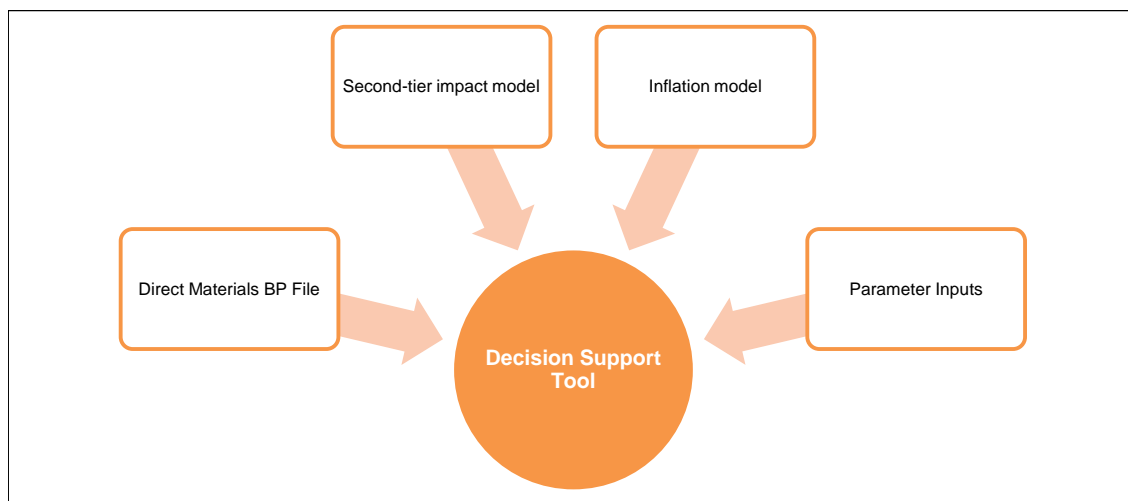 Second-tier impact model
Inflation model
Direct Materials BP File
Parameter Inputs
Decision Support
Tool